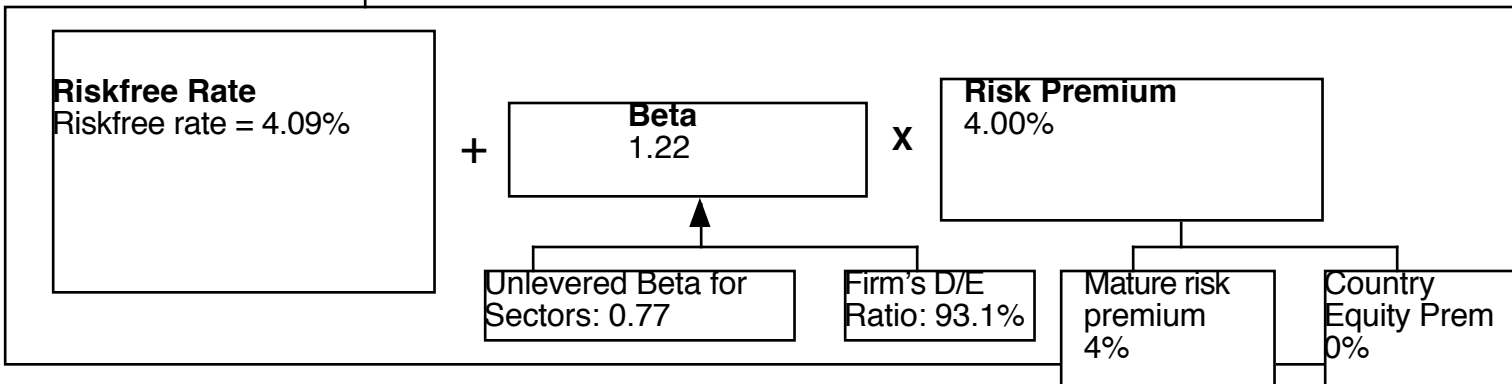 Riskfree Rate
Riskfree rate = 4.09%
+
Beta
1.22
X
Risk Premium
4.00%
Unlevered Beta for
Sectors: 0.77
Firm's D/E
Ratio: 93.1%
Mature risk
premium
4%
Country
Equity Prem
0%